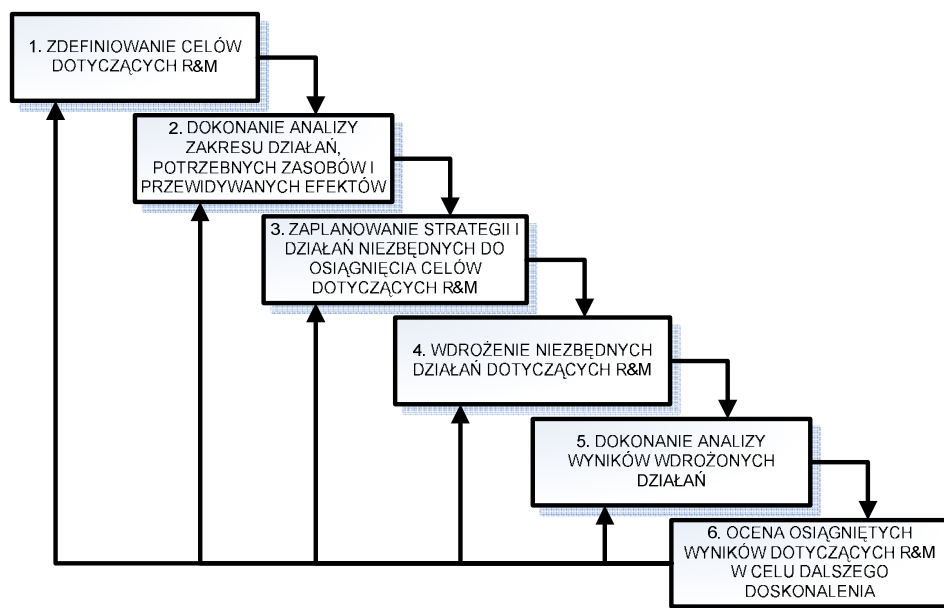 1. ZDEFINIOWANIE CELÓW
DOTYCZĄCYCH R&M
2. DOKONANIE ANALIZY
ZAKRESU DZIAŁAŃ,
POTRZEBNYCH ZASOBÓW I
PRZEWIDYWANYCH EFEKTÓW
3. ZAPLANOWANIE STRATEGII I
DZIAŁAŃ NIEZBĘDNYCH DO
OSIĄGNIĘCIA CELÓW
DOTYCZĄCYCH R&M
4. WDROŻENIE NIEZBĘDNYCH
DZIAŁAŃ DOTYCZĄCYCH R&M
5. DOKONANIE ANALIZY
WYNIKÓW WDROŻONYCH
DZIAŁAŃ
6. OCENA OSIĄGNIĘTYCH
WYNIKÓW DOTYCZĄCYCH R&M
W CELU DALSZEGO
DOSKONALENIA